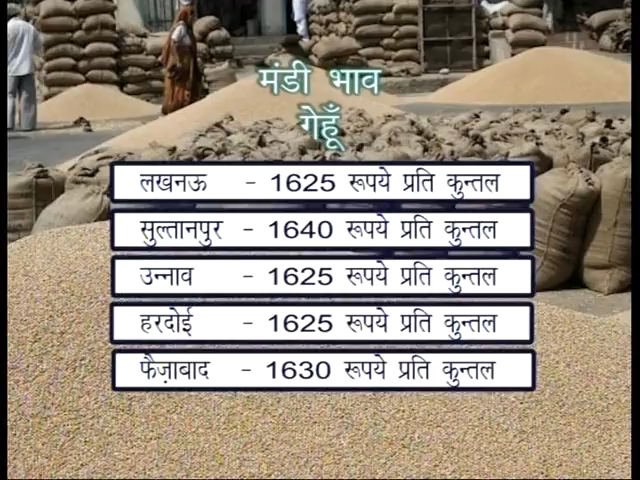 मंडी भाव
गेहूँ
लखनऊ - 1625 रूपये प्रति कुन्तल
सुल्तानपुर - 1640 रूपये प्रति कुन्तल
उन्नाव - 1625 रूपये प्रति कुन्तल
हरदोई - 1625 रूपये प्रति कुन्तल
फैज़ावाद - 1630 रूपये प्रति कुन्तल